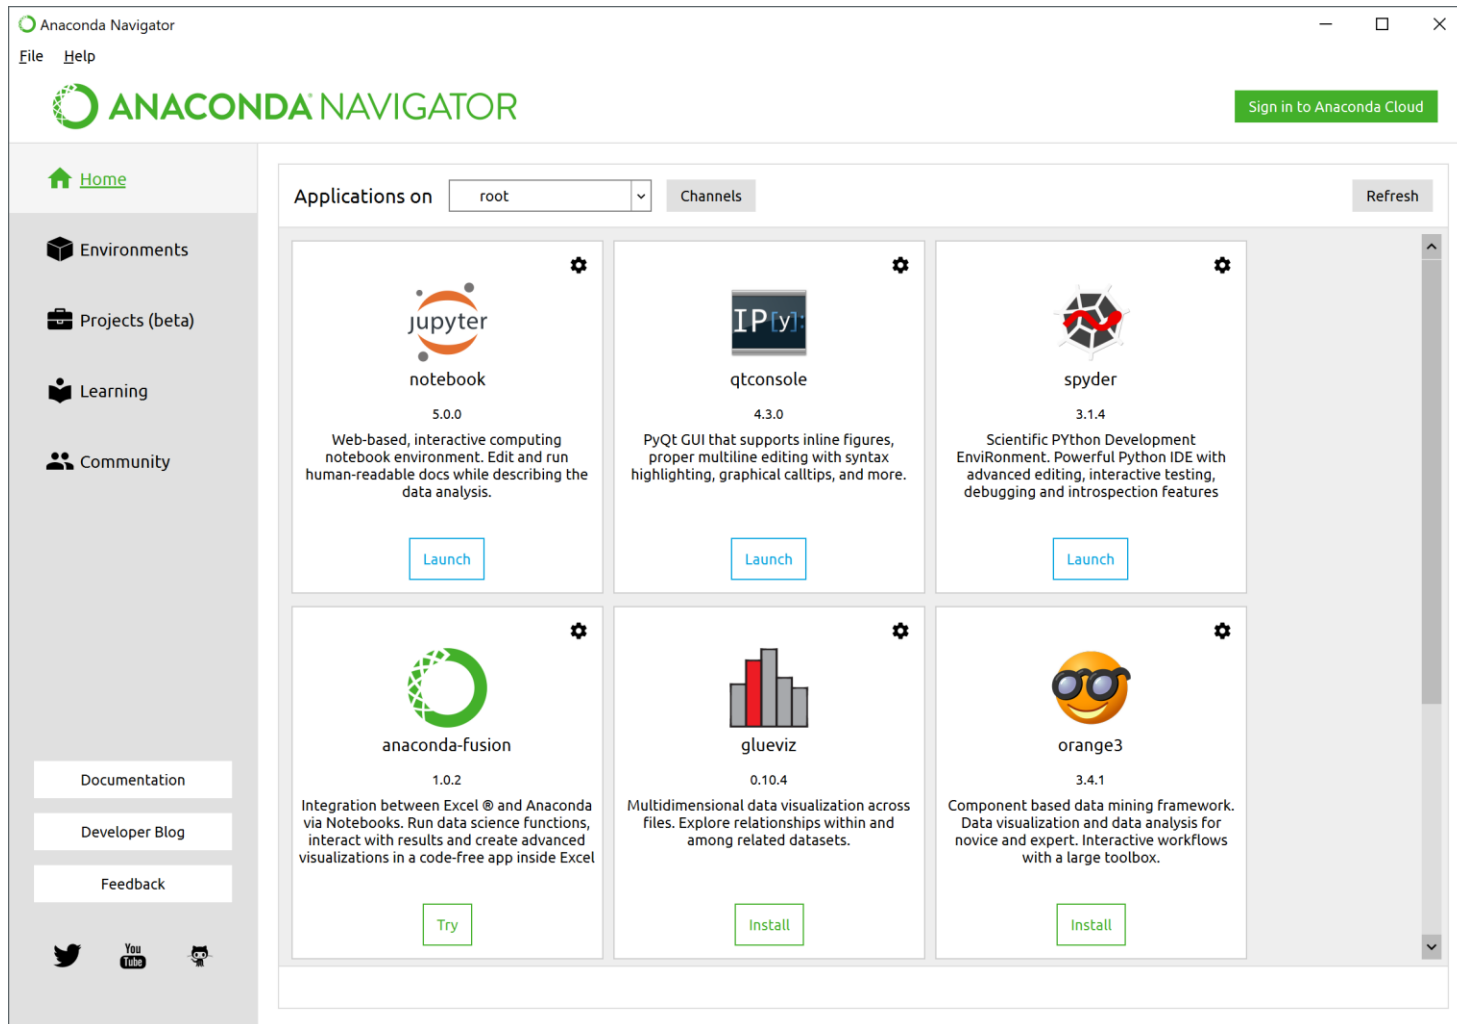 Anaconda Navigator
File Help
ANACONDA NAVIGATOR
Sign in to Anaconda Cloud
Home
Environments
Projects (beta)
Learning
Community
Documentation
Developer Blog
Feedback
You
Tube
Applications on root Channels Refresh
jupyter
notebook
5.0.0
Web-based, interactive computing
notebook environment. Edit and run
human-readable docs while describing the
data analysis.
Launch
IP[y]:
qtconsole
4.3.0
PyQt GUI that supports inline figures,
proper multiline editing with syntax
highlighting, graphical calltips, and more.
Launch
spyder
3.1.4
Scientific PYthon Development
EnviRonment. Powerful Python IDE with
advanced editing, interactive testing,
debugging and introspection features
Launch
anaconda-fusion
1.0.2
Integration between Excel ® and Anaconda
via Notebooks. Run data science functions,
interact with results and create advanced
visualizations in a code-free app inside Excel
Try
glueviz
0.10.4
Multidimensional data visualization across
files. Explore relationships within and
among related datasets.
Install
orange3
3.4.1
Component based data mining framework.
Data visualization and data analysis for
novice and expert. Interactive workflows
with a large toolbox.
Install